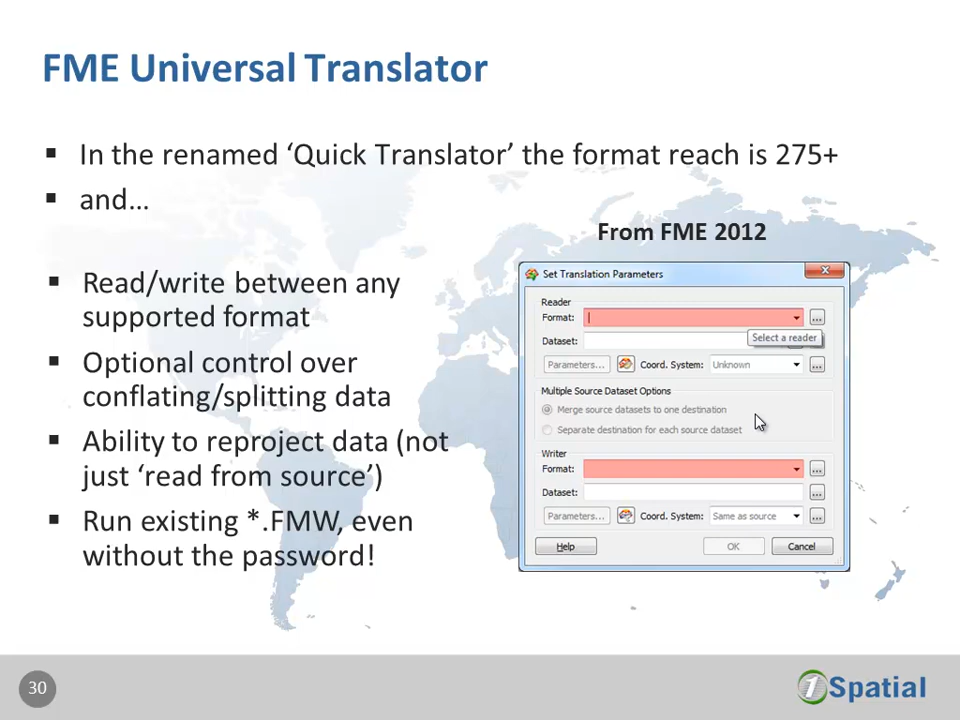 FME Universal Translator
▪ In the renamed ‘Quick Translator’ the format reach is 275+
▪ and…
From FME 2012
▪ Read/write between any
supported format
▪ Optional control over
conflating/splitting data
▪ Ability to reproject data (not
just ‘read from source’)
▪ Run existing *.FMW, even
without the password!
Set Translation Parameters
Reader
Format:
Select a reader
Dataset:
Parameters... Coord. System: Unknown
Multiple Source Dataset Options
Merge source datasets to one destination
Separate destination for each source dataset
Writer
Format:
Dataset:
Parameters... Coord. System: Same as source
Help OK Cancel
30
1Spatial